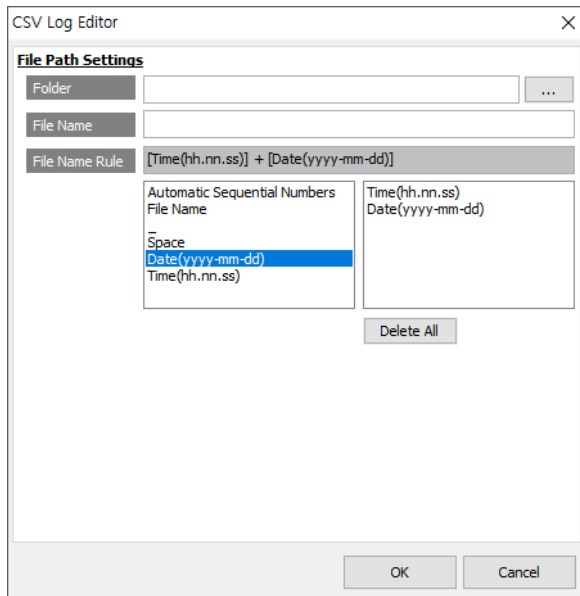 CSV Log Editor
File Path Settings
Folder
...
File Name
File Name Rule
[Time(hh.nn.ss)] + [Date(yyyy-mm-dd)]
Automatic Sequential Numbers
File Name
_
Space
Date(yyyy-mm-dd)
Time(hh.nn.ss)
Time(hh.nn.ss)
Date(yyyy-mm-dd)
Delete All
OK
Cancel